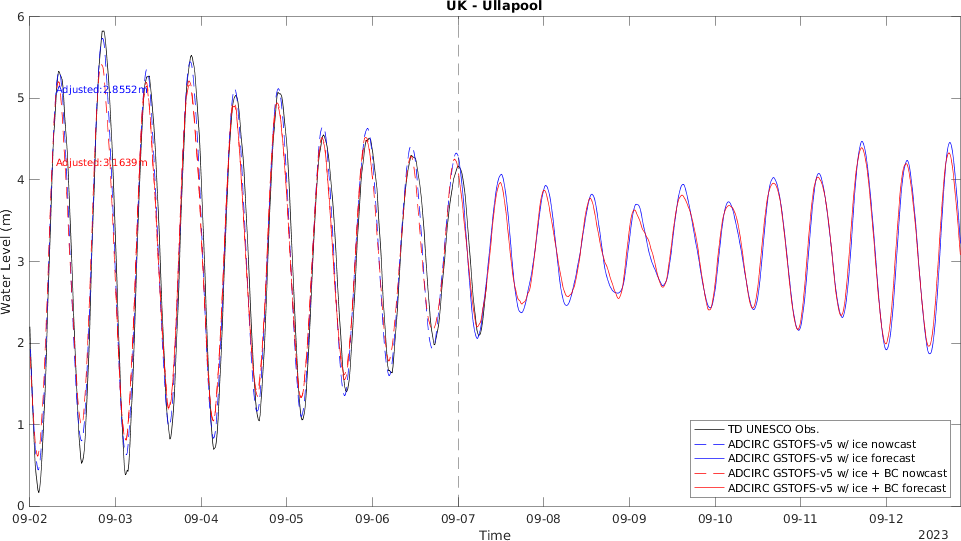 UK - Ullapool
6
5
4
3
2
1
0
Water Level (m)
Adjusted:2.8552m
Adjusted:3.1639m
TD UNESCO Obs.
ADCIRC GSTOFS-v5 w/ ice nowcast
ADCIRC GSTOFS-v5 w/ ice forecast
ADCIRC GSTOFS-v5 w/ ice + BC nowcast
ADCIRC GSTOFS-v5 w/ ice + BC forecast
09-02 09-03 09-04 09-05 09-06 09-07 09-08 09-09 09-10 09-11 09-12
Time
2023